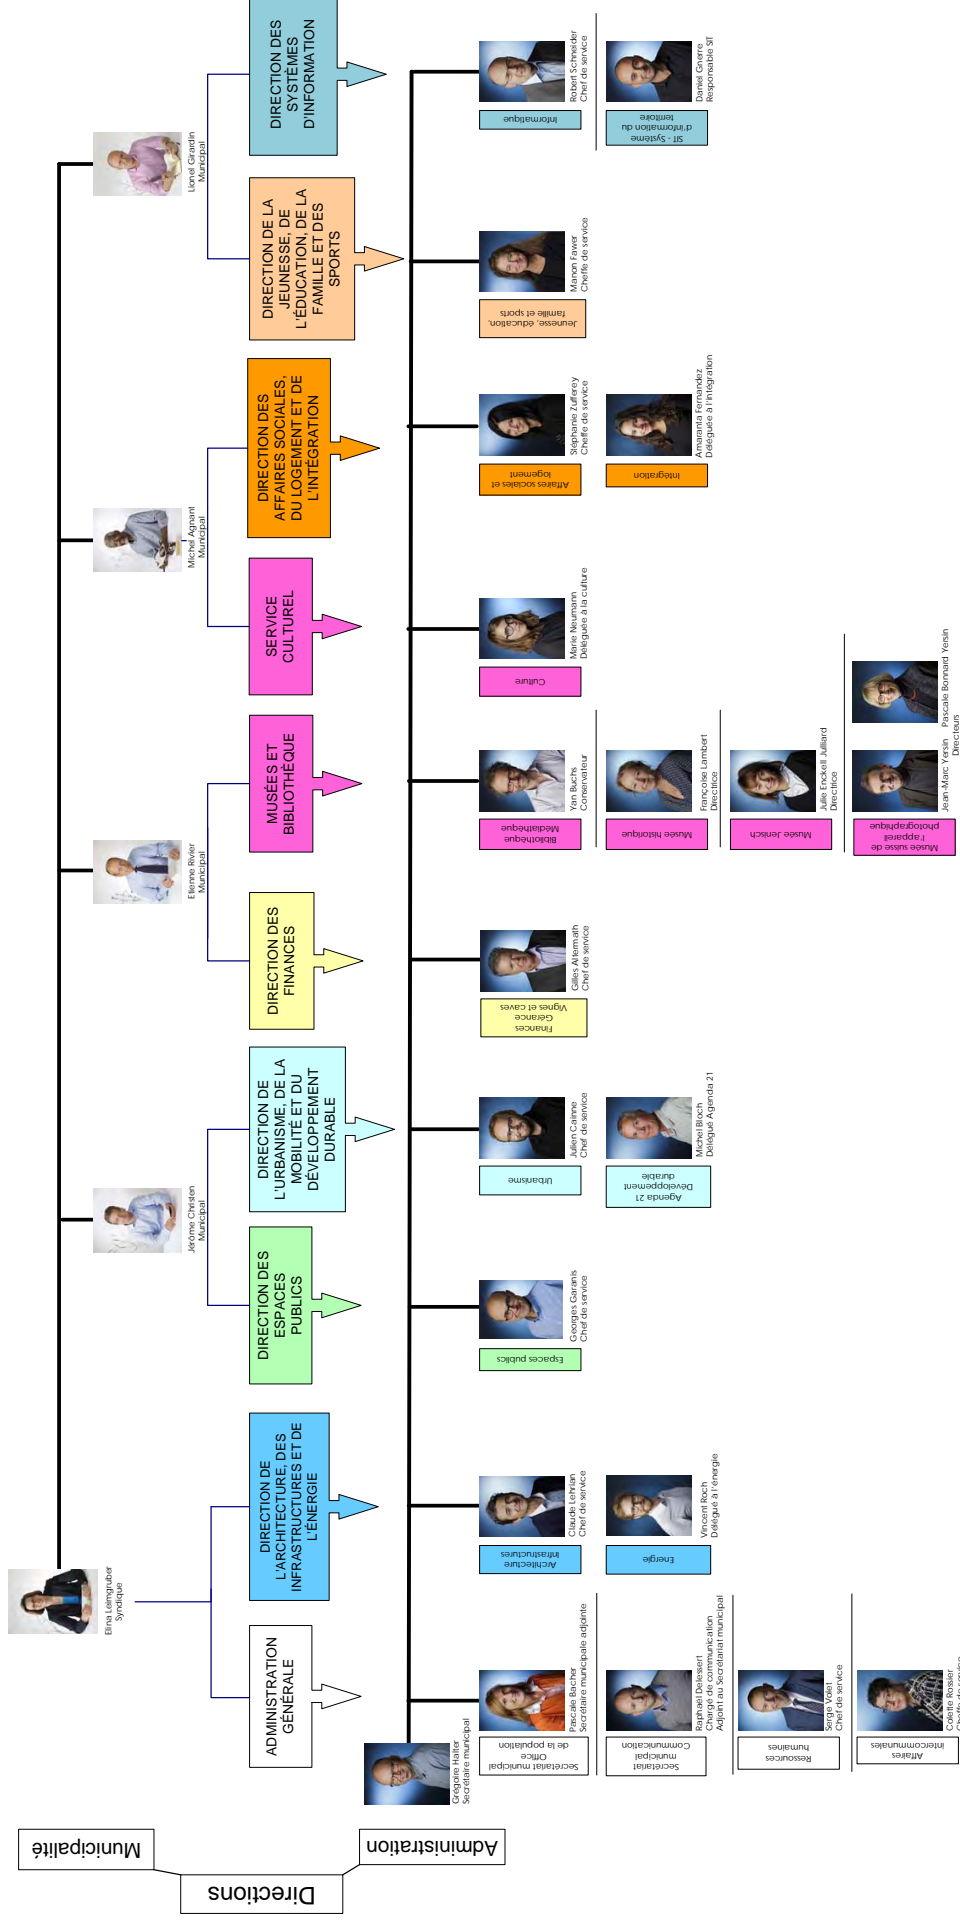 Municipalité
Directions
Administration
Elina Leimgruber
Syndique
Jérôme Christen
Municipal
Etienne Rivier
Municipal
Michel Agnant
Municipal
Lionel Girardin
Municipal
ADMINISTRATION
GÉNÉRALE
DIRECTION DE
L'ARCHITECTURE, DES
INFRASTRUCTURES ET DE
L'ÉNERGIE
DIRECTION DES
ESPACES
PUBLICS
DIRECTION DE
L'URBANISME, DE LA
MOBILITÉ ET DU
DÉVELOPPEMENT
DURABLE
DIRECTION DES
FINANCES
MUSÉES ET
BIBLIOTHÈQUE
SERVICE
CULTUREL
DIRECTION DES
AFFAIRES SOCIALES,
DU LOGEMENT ET DE
L'INTÉGRATION
DIRECTION DE LA
JEUNESSE, DE
L'ÉDUCATION, DE LA
FAMILLE ET DES
SPORTS
DIRECTION DES
SYSTÈMES
D'INFORMATION
Grégoire Halter
Secrétaire municipal
Secrétariat municipal
Office
de la population
Pascale Bacher
Secrétaire municipale adjointe
Secrétariat
municipal
Communication
Raphaël Delessert
Chargé de communication
Adjoint au Secrétariat municipal
Ressources
humaines
Serge Volet
Chef de service
Affaires
intercommunales
Colette Rossier
Cheffe de service
Architecture
Infrastructures
Claude Lehrian
Chef de service
Energie
Vincent Roch
Délégué à l'énergie
Espaces publics
Georges Garanis
Chef de service
Urbanisme
Julien Cainne
Chef de service
Agenda 21
Développement
durable
Michel Bloch
Délégué Agenda 21
Finances
Gérance
Vignes et caves
Gilles Altermath
Chef de service
Bibliothèque
Médiathèque
Yan Buchs
Conservateur
Musée historique
Françoise Lambert
Directrice
Musée Jenisch
Julie Enckell Julliard
Directrice
Musée suisse de
l'appareil
photographique
Jean-Marc Yersin
Pascale Bonnard Yersin
Directeurs
Culture
Marie Neumann
Déléguée à la culture
Affaires sociales et
logement
Stéphanie Zufferey
Cheffe de service
Intégration
Amaranta Fernandez
Déléguée à l'intégration
Jeunesse, éducation,
famille et sports
Manon Fawer
Cheffe de service
Informatique
Robert Schneider
Chef de service
SIT - Système
d'information du
territoire
Daniel Gnerre
Responsable SIT